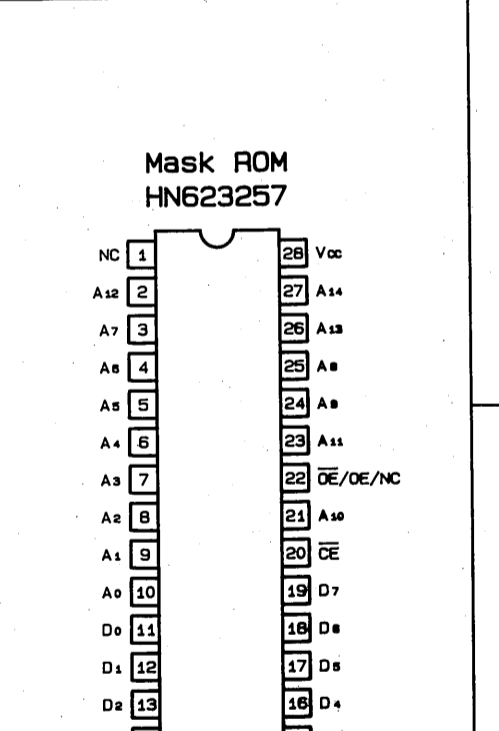 Mask ROM
HN623257
NC 1 28 Vcc
A12 2 27 A14
A7 3 26 A13
A6 4 25 A8
A5 5 24 A9
A4 6 23 A11
A3 7 22 O̅E̅/OE/NC
A2 8 21 A10
A1 9 20 C̅E̅
A0 10 19 D7
D0 11 18 D6
D1 12 17 D5
D2 13 16 D4